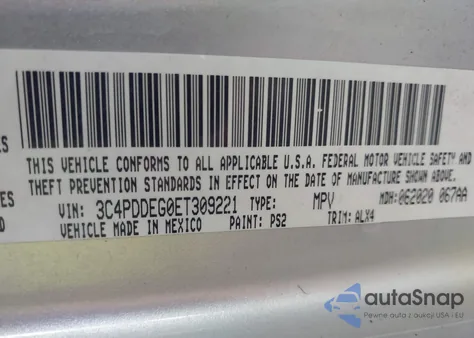 THIS VEHICLE CONFORMS TO ALL APPLICABLE U.S.A. FEDERAL MOTOR VEHICLE SAFETY AND
THEFT PREVENTION STANDARDS IN EFFECT ON THE DATE OF MANUFACTURE SHOWN ABOVE.
VIN: 3C4PDDEG0ET309221 TYPE: MPV MDH: 062020 067AA
VEHICLE MADE IN MEXICO PAINT: PS2 TRIM: ALX4
autoSnap
Pewne auta z aukcji USA i EU